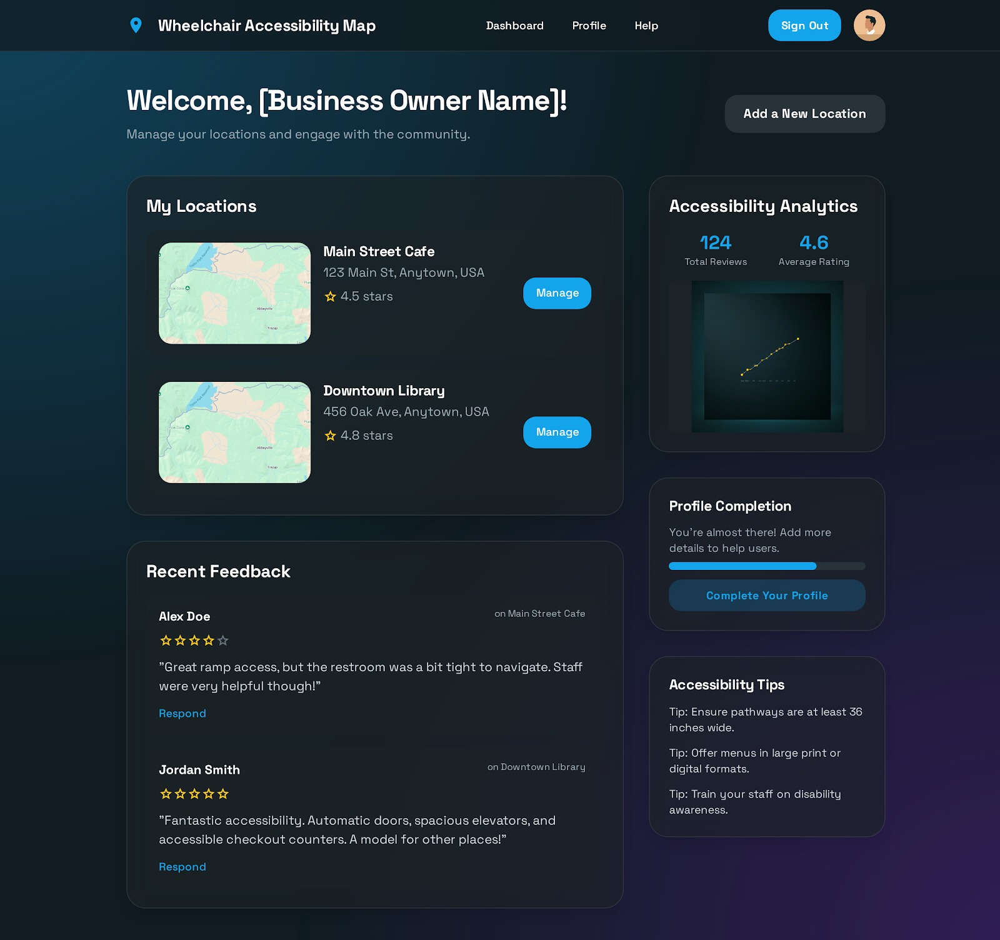 Wheelchair Accessibility Map
Dashboard
Profile
Help
Sign Out
Welcome, [Business Owner Name]!
Manage your locations and engage with the community.
Add a New Location
My Locations
Main Street Cafe
123 Main St, Anytown, USA
4.5 stars
Manage
Abbeyville
Tincup
Downtown Library
456 Oak Ave, Anytown, USA
4.8 stars
Manage
Abbeyville
Tincup
Recent Feedback
Alex Doe
on Main Street Cafe
"Great ramp access, but the restroom was a bit tight to navigate. Staff
were very helpful though!"
Respond
Jordan Smith
on Downtown Library
"Fantastic accessibility. Automatic doors, spacious elevators, and
accessible checkout counters. A model for other places!"
Respond
Accessibility Analytics
124
Total Reviews
4.6
Average Rating
Profile Completion
You're almost there! Add more
details to help users.
Complete Your Profile
Accessibility Tips
Tip: Ensure pathways are at least 36
inches wide.
Tip: Offer menus in large print or
digital formats.
Tip: Train your staff on disability
awareness.